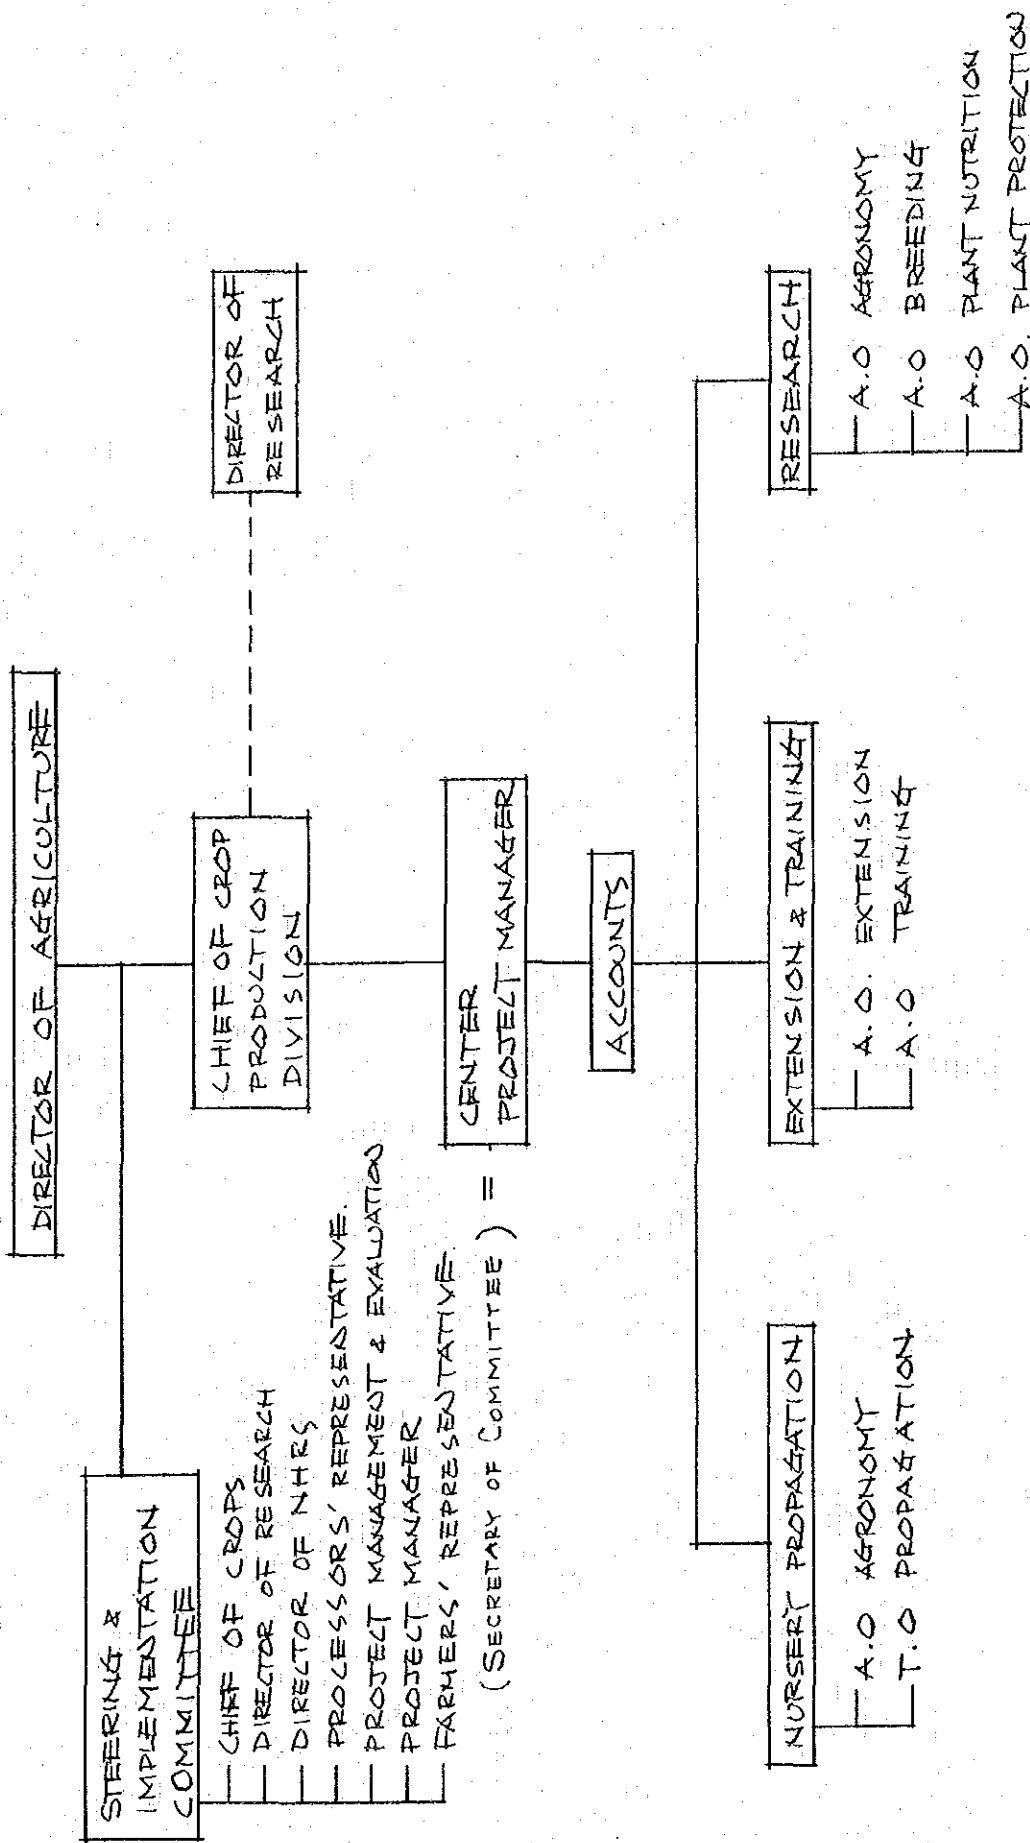 DIRECTOR OF AGRICULTURE
STEERING &
IMPLEMENTATION
COMMITTEE
CHIEF OF CROPS
DIRECTOR OF RESEARCH
DIRECTOR OF NHRS
PROCESSORS' REPRESENTATIVE.
PROJECT MANAGEMENT & EVALUATION
PROJECT MANAGER
FARMERS' REPRESENTATIVE.
(SECRETARY OF COMMITTEE) =
CHIEF OF CROP
PRODUCTION
DIVISION
DIRECTOR OF
RESEARCH
CENTER
PROJECT MANAGER
ACCOUNTS
NURSERY PROPAGATION
A.O AGRONOMY
T.O PROPAGATION
EXTENSION & TRAINING
A.O. EXTENSION
A.O TRAINING
RESEARCH
A.O AGRONOMY
A.O BREEDING
A.O PLANT NUTRITION
A.O. PLANT PROTECTION